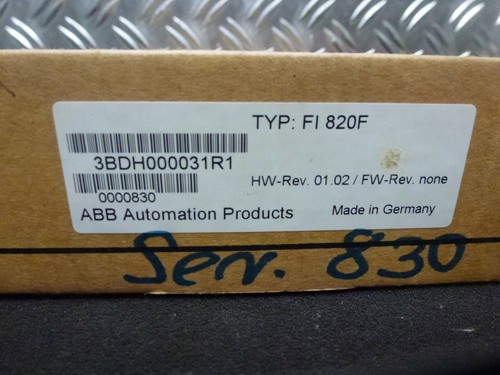 TYP: FI 820F
3BDH000031R1
HW-Rev. 01.02 / FW-Rev. none
0000830
ABB Automation Products
Made in Germany
Ser. 830